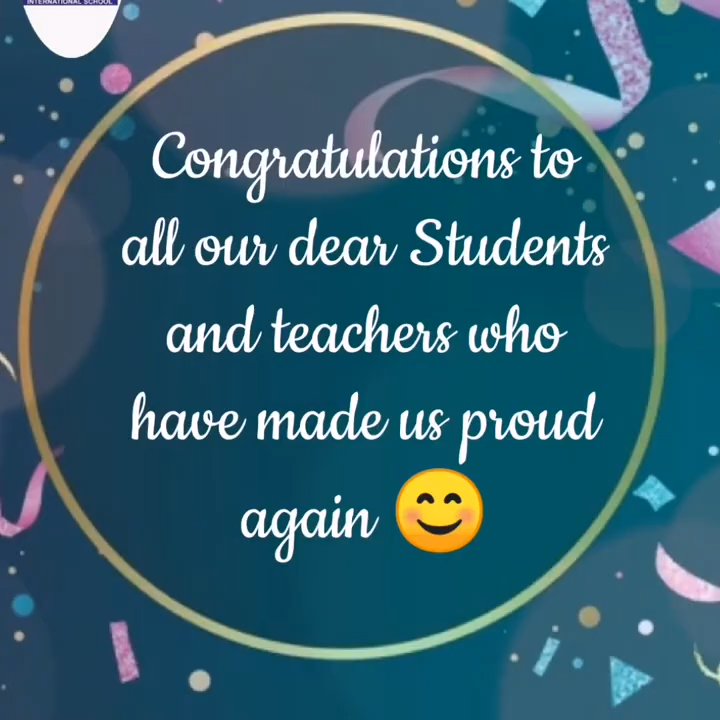 INTERNATIONAL SCHOOL
Congratulations to
all our dear Students
and teachers who
have made us proud
again 😊